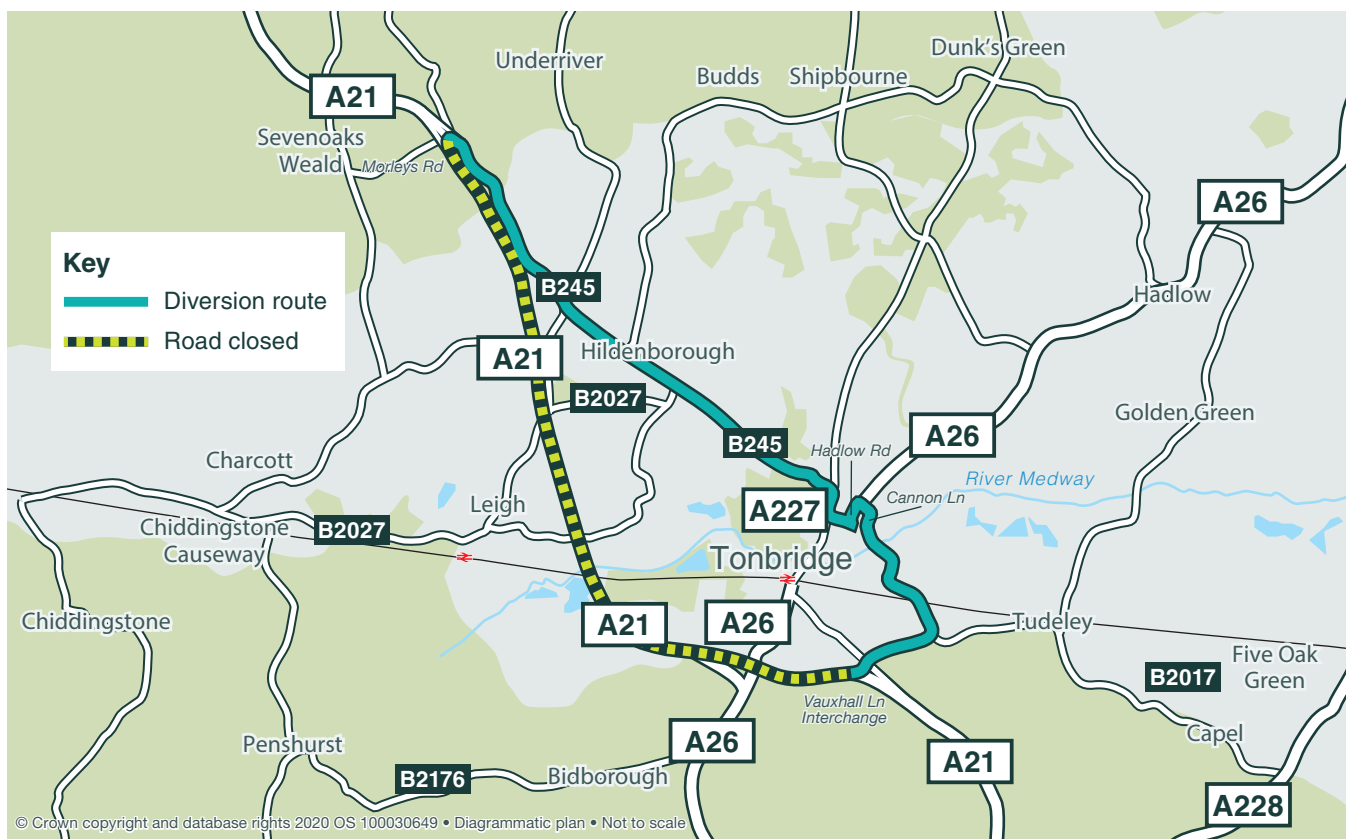 Underriver
Dunk's Green
Budds
Shipbourne
A21
Sevenoaks
Weald
Morleys Rd
A26
Key
Diversion route
Road closed
B245
Hadlow
A21
Hildenborough
B2027
Golden Green
B245
Hadlow Rd
A26
Charcott
River Medway
Cannon Ln
Leigh
A227
B2027
Chiddingstone
Causeway
Tonbridge
Chiddingstone
A21
A26
Tudeley
Five Oak
Green
B2017
Vauxhall Ln
Interchange
Capel
Penshurst
A26
B2176
Bidborough
A21
A228
© Crown copyright and database rights 2020 OS 100030649 • Diagrammatic plan • Not to scale